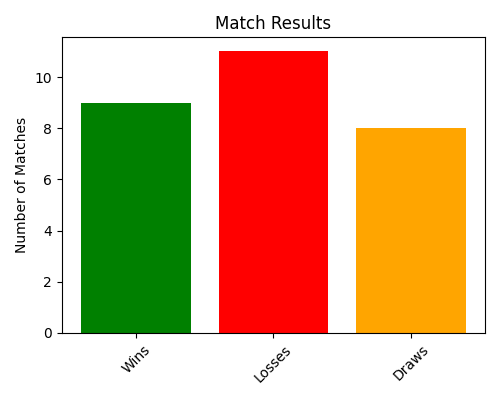 Match Results
Number of Matches
10
8
6
4
2
0
Wins
Losses
Draws